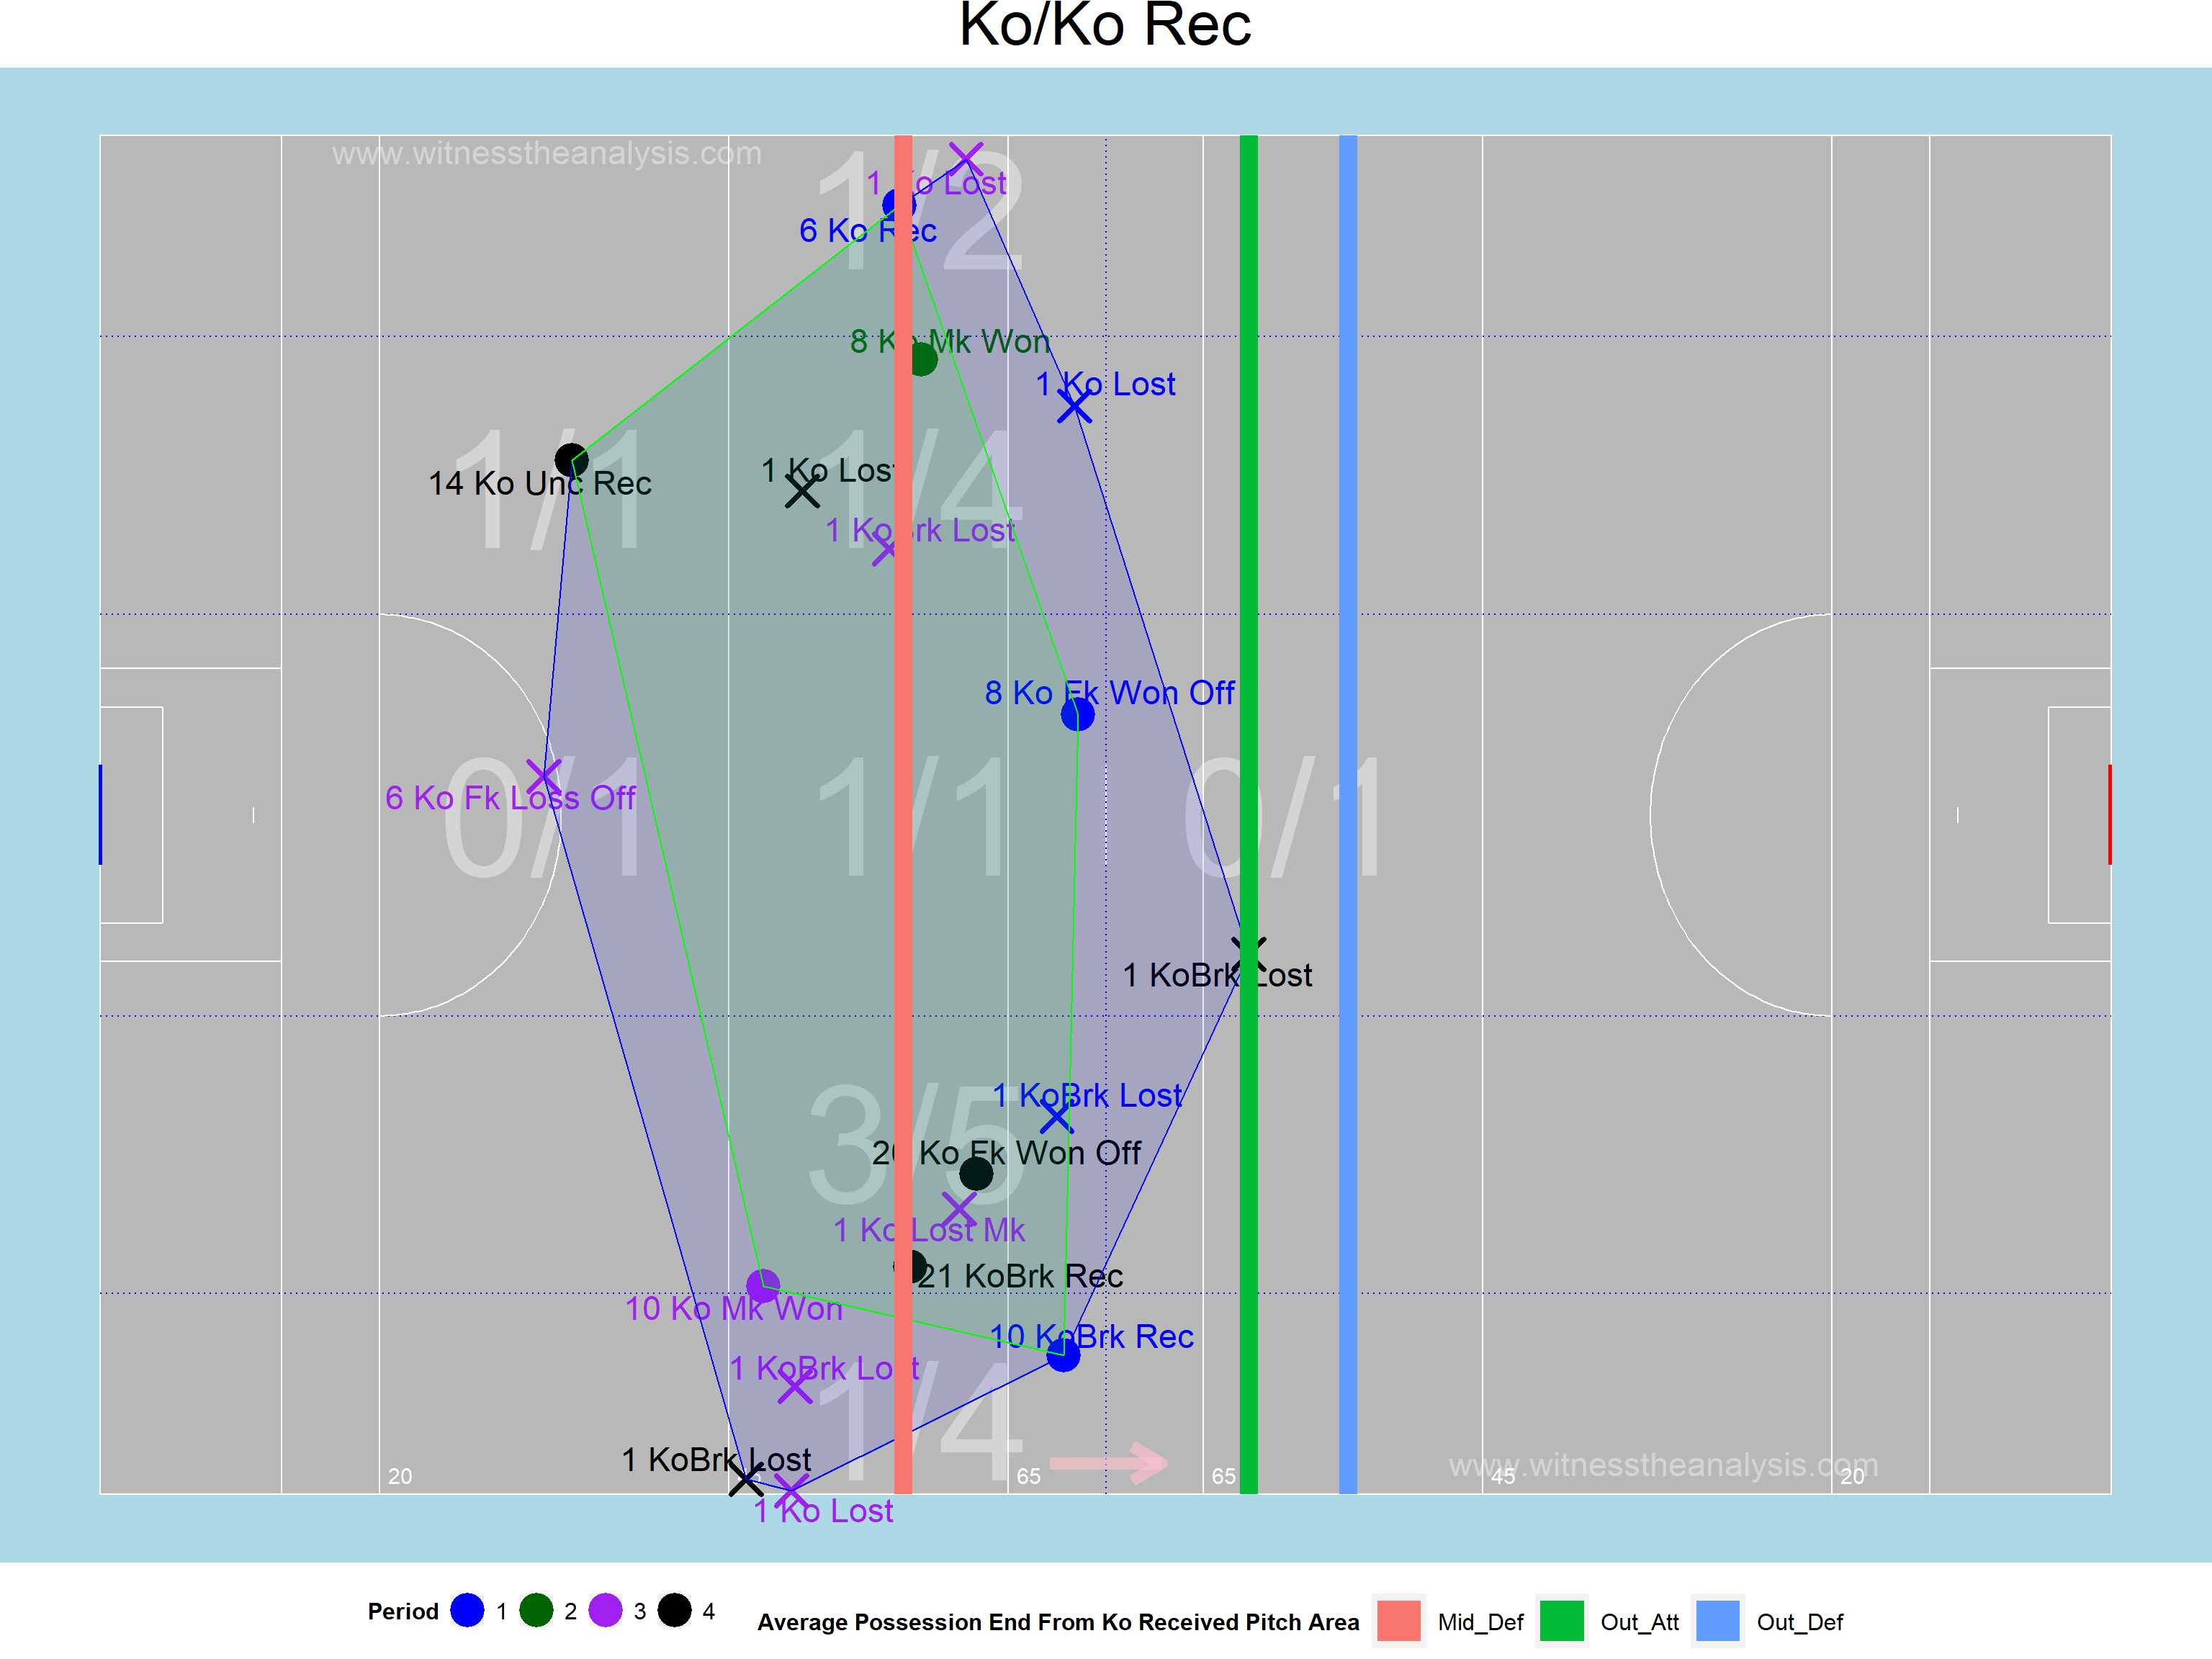 Ko/Ko Rec
www.witnesstheanalysis.com
1/2
1 Ko Lost
6 Ko Rec
8 Ko Mk Won
1 Ko Lost
1/1
1/4
1 Ko Lost
14 Ko Unc Rec
1 KoBrk Lost
8 Ko Fk Won Off
0/1
1/1
0/1
6 Ko Fk Loss Off
1 KoBrk Lost
1 KoBrk Lost
3/5
20 Ko Fk Won Off
1 Ko Lost Mk
21 KoBrk Rec
10 Ko Mk Won
10 KoBrk Rec
1 KoBrk Lost
1/4
1 KoBrk Lost
www.witnesstheanalysis.com
20 65 65 45 20
1 Ko Lost
Period 1 2 3 4
Average Possession End From Ko Received Pitch Area Mid_Def Out_Att Out_Def